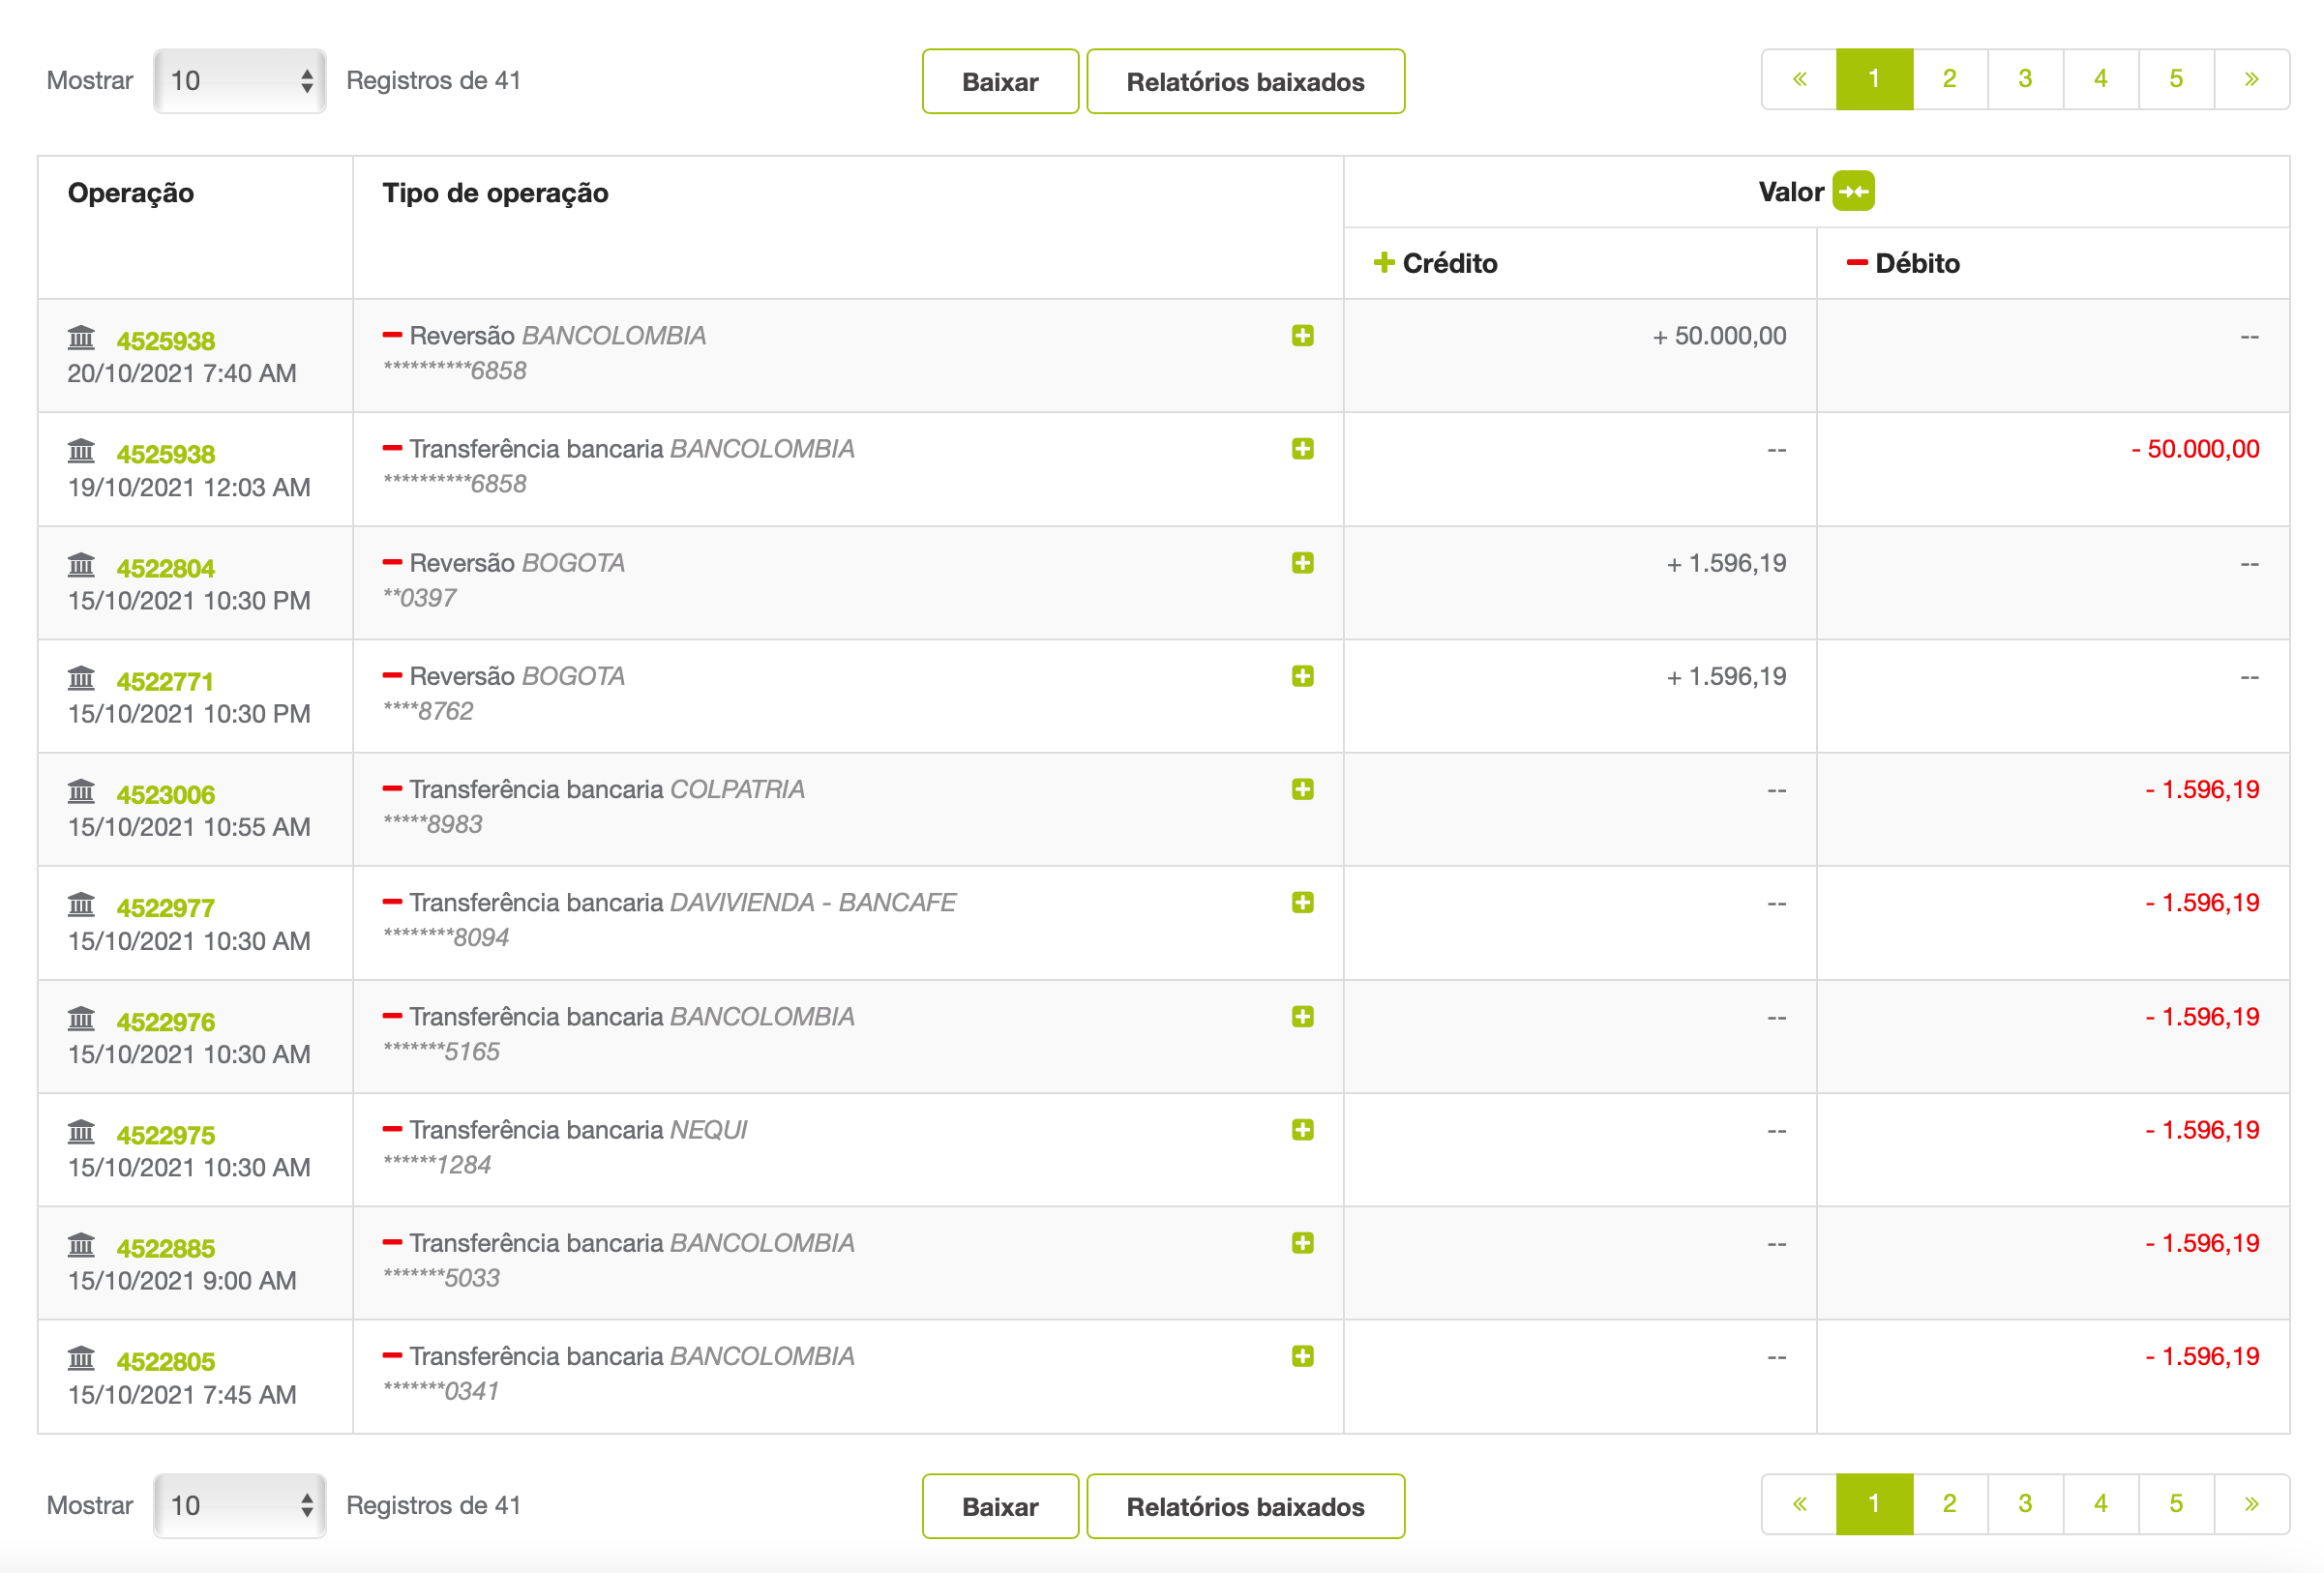 Mostrar 10 Registros de 41 Baixar Relatórios baixados « 1 2 3 4 5 »
Operação Tipo de operação Valor
+ Crédito - Débito
4525938 Reversão BANCOLOMBIA + 50.000,00 --
20/10/2021 7:40 AM **********6858
4525938 Transferência bancaria BANCOLOMBIA -- - 50.000,00
19/10/2021 12:03 AM **********6858
4522804 Reversão BOGOTA + 1.596,19 --
15/10/2021 10:30 PM **0397
4522771 Reversão BOGOTA + 1.596,19 --
15/10/2021 10:30 PM ****8762
4523006 Transferência bancaria COLPATRIA -- - 1.596,19
15/10/2021 10:55 AM *****8983
4522977 Transferência bancaria DAVIVIENDA - BANCAFE -- - 1.596,19
15/10/2021 10:30 AM ********8094
4522976 Transferência bancaria BANCOLOMBIA -- - 1.596,19
15/10/2021 10:30 AM *******5165
4522975 Transferência bancaria NEQUI -- - 1.596,19
15/10/2021 10:30 AM ******1284
4522885 Transferência bancaria BANCOLOMBIA -- - 1.596,19
15/10/2021 9:00 AM *******5033
4522805 Transferência bancaria BANCOLOMBIA -- - 1.596,19
15/10/2021 7:45 AM *******0341
Mostrar 10 Registros de 41 Baixar Relatórios baixados « 1 2 3 4 5 »